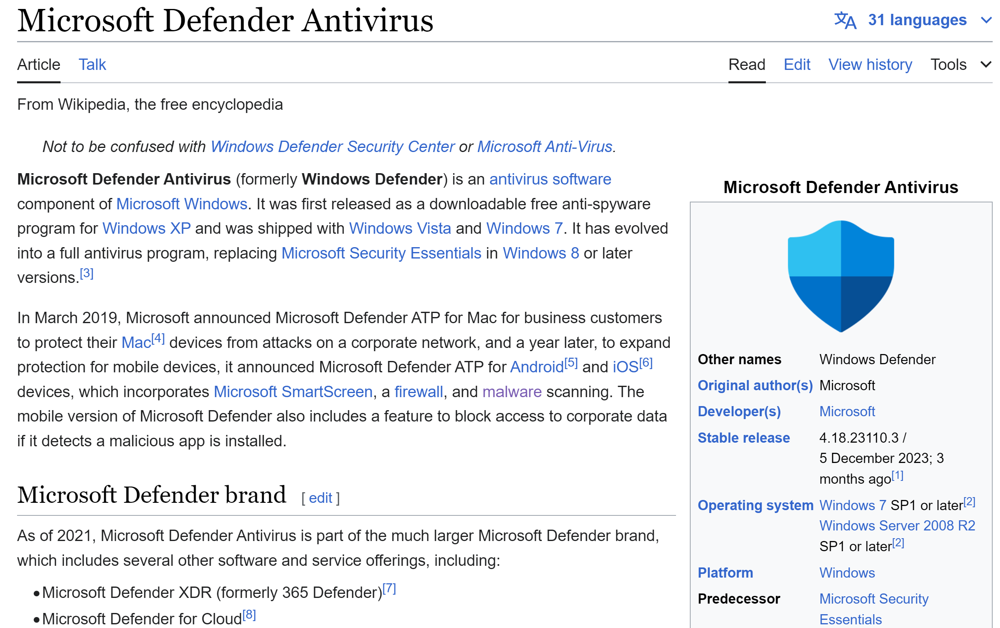 Microsoft Defender Antivirus
31 languages
Article Talk
Read Edit View history Tools
From Wikipedia, the free encyclopedia
Not to be confused with Windows Defender Security Center or Microsoft Anti-Virus.
Microsoft Defender Antivirus (formerly Windows Defender) is an antivirus software
component of Microsoft Windows. It was first released as a downloadable free anti-spyware
program for Windows XP and was shipped with Windows Vista and Windows 7. It has evolved
into a full antivirus program, replacing Microsoft Security Essentials in Windows 8 or later
versions.[3]
In March 2019, Microsoft announced Microsoft Defender ATP for Mac for business customers
to protect their Mac[4] devices from attacks on a corporate network, and a year later, to expand
protection for mobile devices, it announced Microsoft Defender ATP for Android[5] and iOS[6]
devices, which incorporates Microsoft SmartScreen, a firewall, and malware scanning. The
mobile version of Microsoft Defender also includes a feature to block access to corporate data
if it detects a malicious app is installed.
Microsoft Defender brand [ edit ]
As of 2021, Microsoft Defender Antivirus is part of the much larger Microsoft Defender brand,
which includes several other software and service offerings, including:
• Microsoft Defender XDR (formerly 365 Defender)[7]
• Microsoft Defender for Cloud[8]
Microsoft Defender Antivirus
Other names Windows Defender
Original author(s) Microsoft
Developer(s) Microsoft
Stable release 4.18.23110.3 /
5 December 2023; 3
months ago[1]
Operating system Windows 7 SP1 or later[2]
Windows Server 2008 R2
SP1 or later[2]
Platform Windows
Predecessor Microsoft Security
Essentials